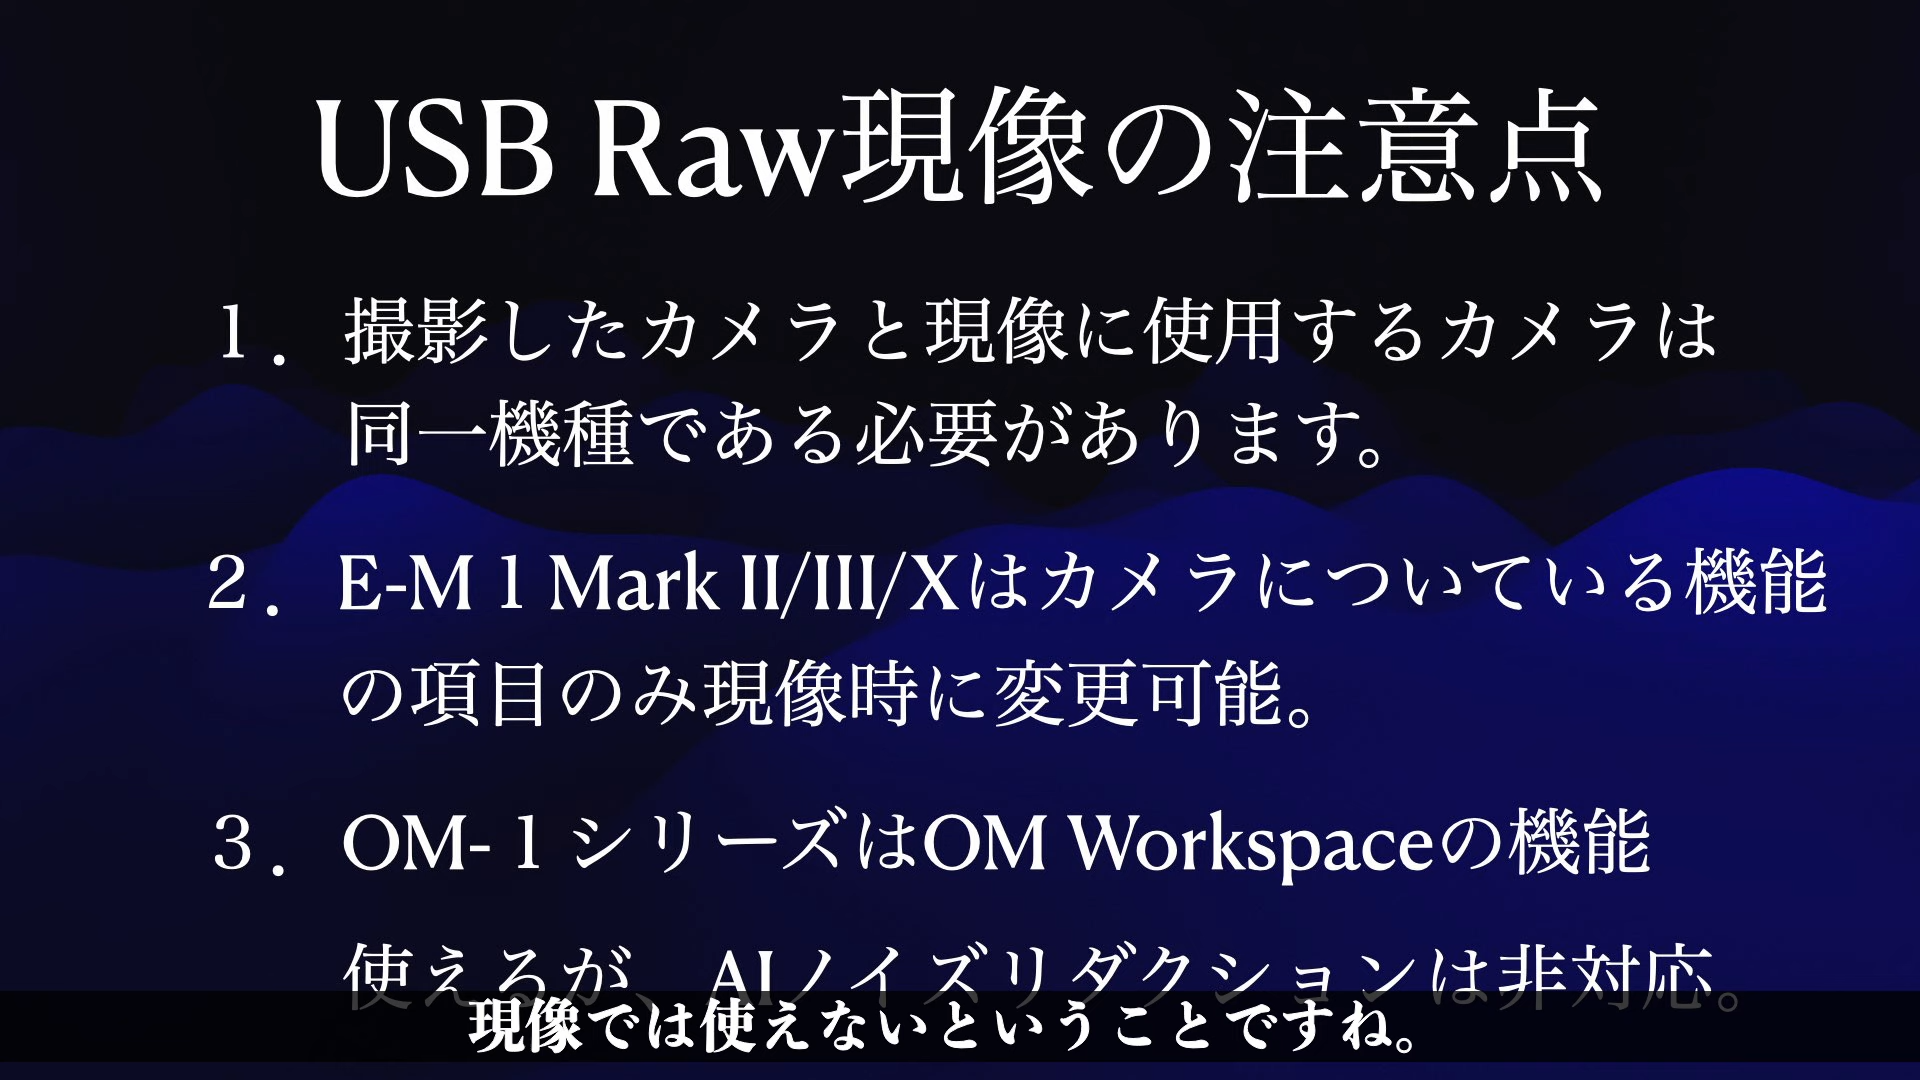 USB Raw現像の注意点
１．撮影したカメラと現像に使用するカメラは
同一機種である必要があります。
２．E-M１Mark II/III/Xはカメラについている機能
の項目のみ現像時に変更可能。
３．OM-１シリーズはOM Workspaceの機能
使えるが、AIノイズリダクションは非対応。
現像では使えないということですね。